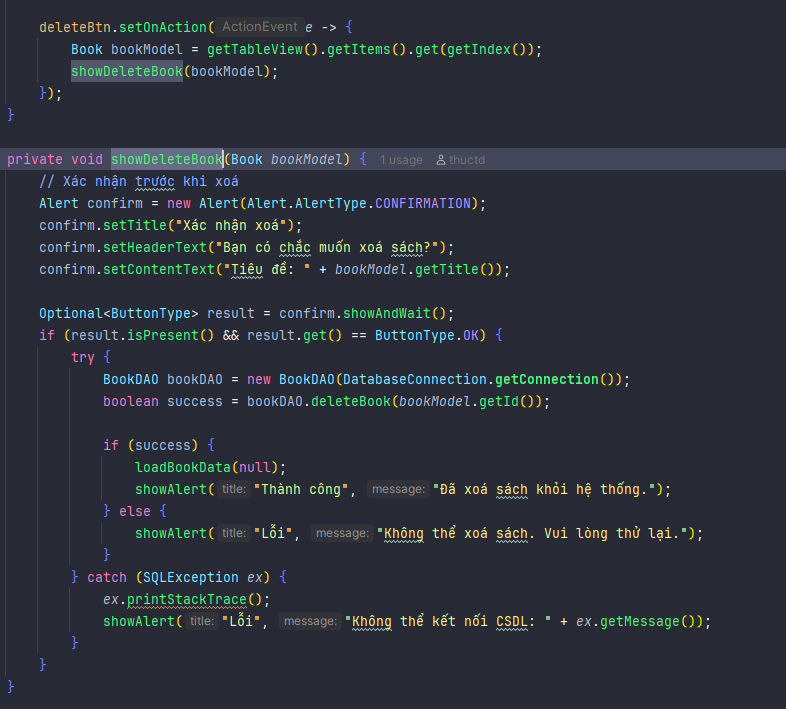 deleteBtn.setOnAction( ActionEvent e -> {
Book bookModel = getTableView().getItems().get(getIndex());
showDeleteBook(bookModel);
});
}
private void showDeleteBook(Book bookModel) { 1 usage thuctd
// Xác nhận trước khi xoá
Alert confirm = new Alert(Alert.AlertType.CONFIRMATION);
confirm.setTitle("Xác nhận xoá");
confirm.setHeaderText("Bạn có chắc muốn xoá sách?");
confirm.setContentText("Tiêu đề: " + bookModel.getTitle());
Optional<ButtonType> result = confirm.showAndWait();
if (result.isPresent() && result.get() == ButtonType.OK) {
try {
BookDAO bookDAO = new BookDAO(DatabaseConnection.getConnection());
boolean success = bookDAO.deleteBook(bookModel.getId());
if (success) {
loadBookData(null);
showAlert( title: "Thành công", message: "Đã xoá sách khỏi hệ thống.");
} else {
showAlert( title: "Lỗi", message: "Không thể xoá sách. Vui lòng thử lại.");
}
} catch (SQLException ex) {
ex.printStackTrace();
showAlert( title: "Lỗi", message: "Không thể kết nối CSDL: " + ex.getMessage());
}
}
}